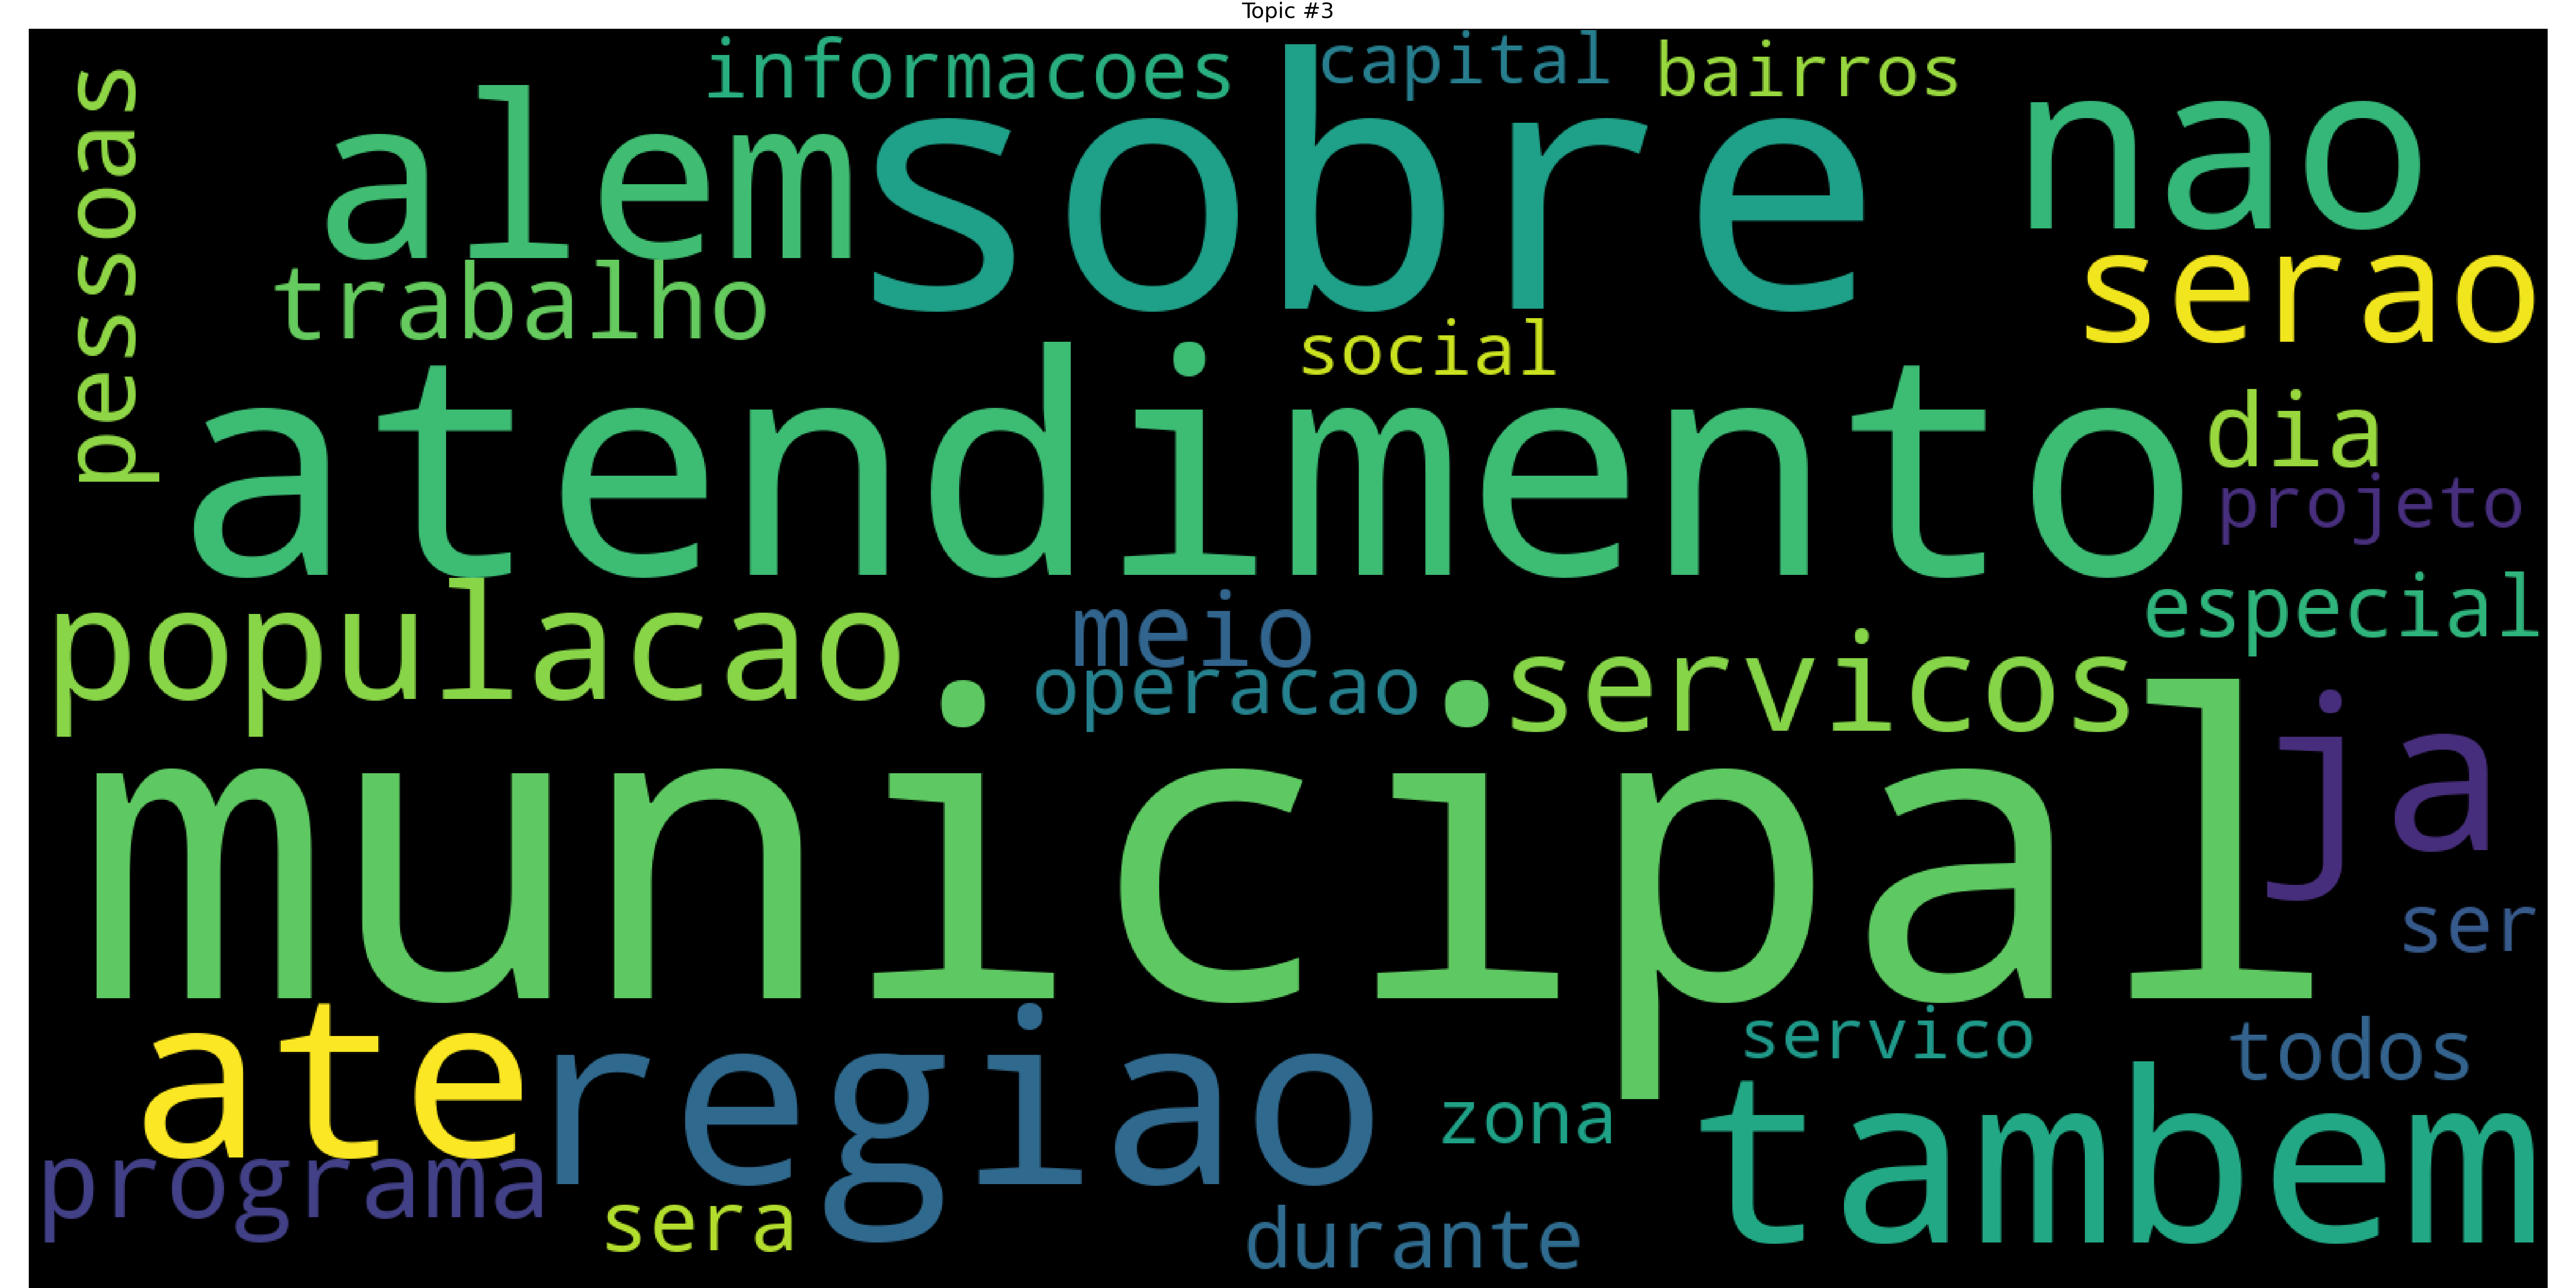 Topic #3
informacoes
capital
bairros
pessoas
alem
sobre
nao
trabalho
serao
social
atendimento
dia
projeto
populacao
meio
especial
operacao
servicos
municipal
ja
ser
ate
regiao
servico
todos
zona
tambem
programa
sera
durante